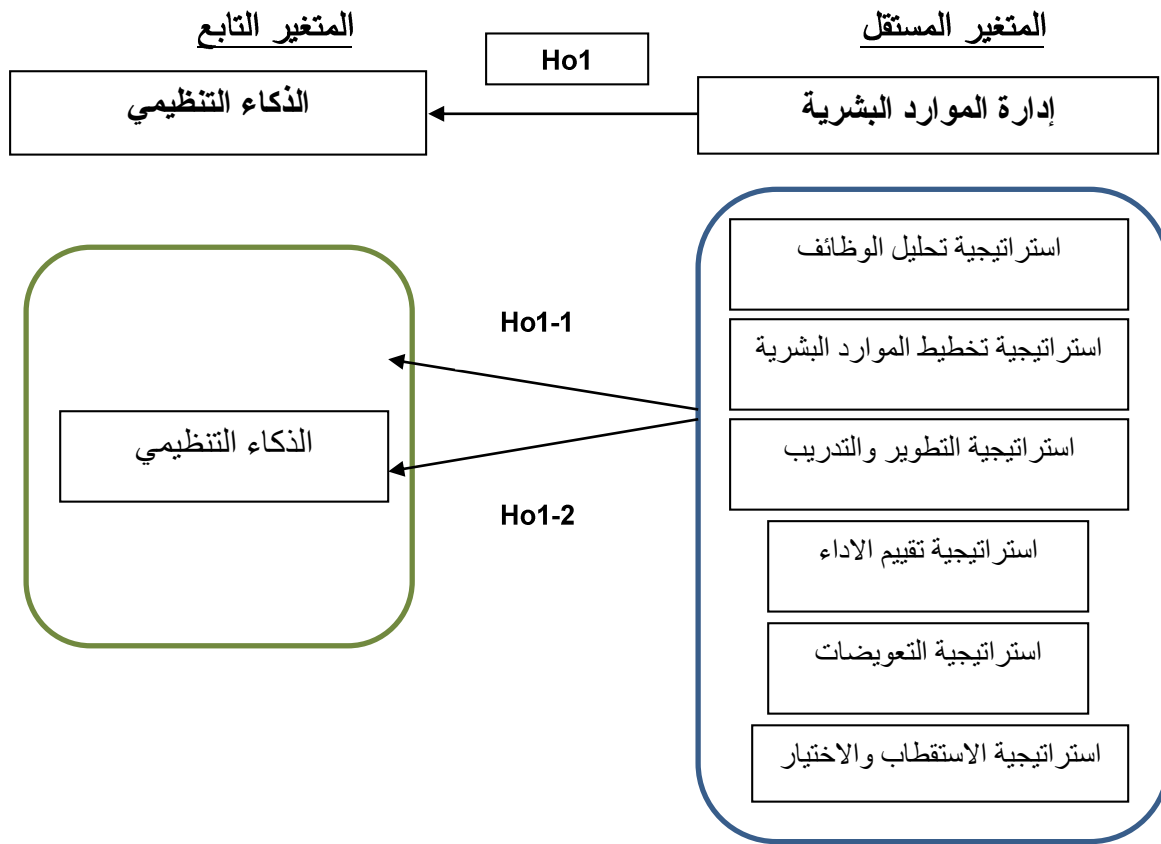 المتغير المستقل
المتغير التابع
Ho1
إدارة الموارد البشرية
الذكاء التنظيمي
استراتيجية تحليل الوظائف
استراتيجية تخطيط الموارد البشرية
استراتيجية التطوير والتدريب
استراتيجية تقييم الاداء
استراتيجية التعويضات
استراتيجية الاستقطاب والاختيار
Ho1-1
Ho1-2
الذكاء التنظيمي